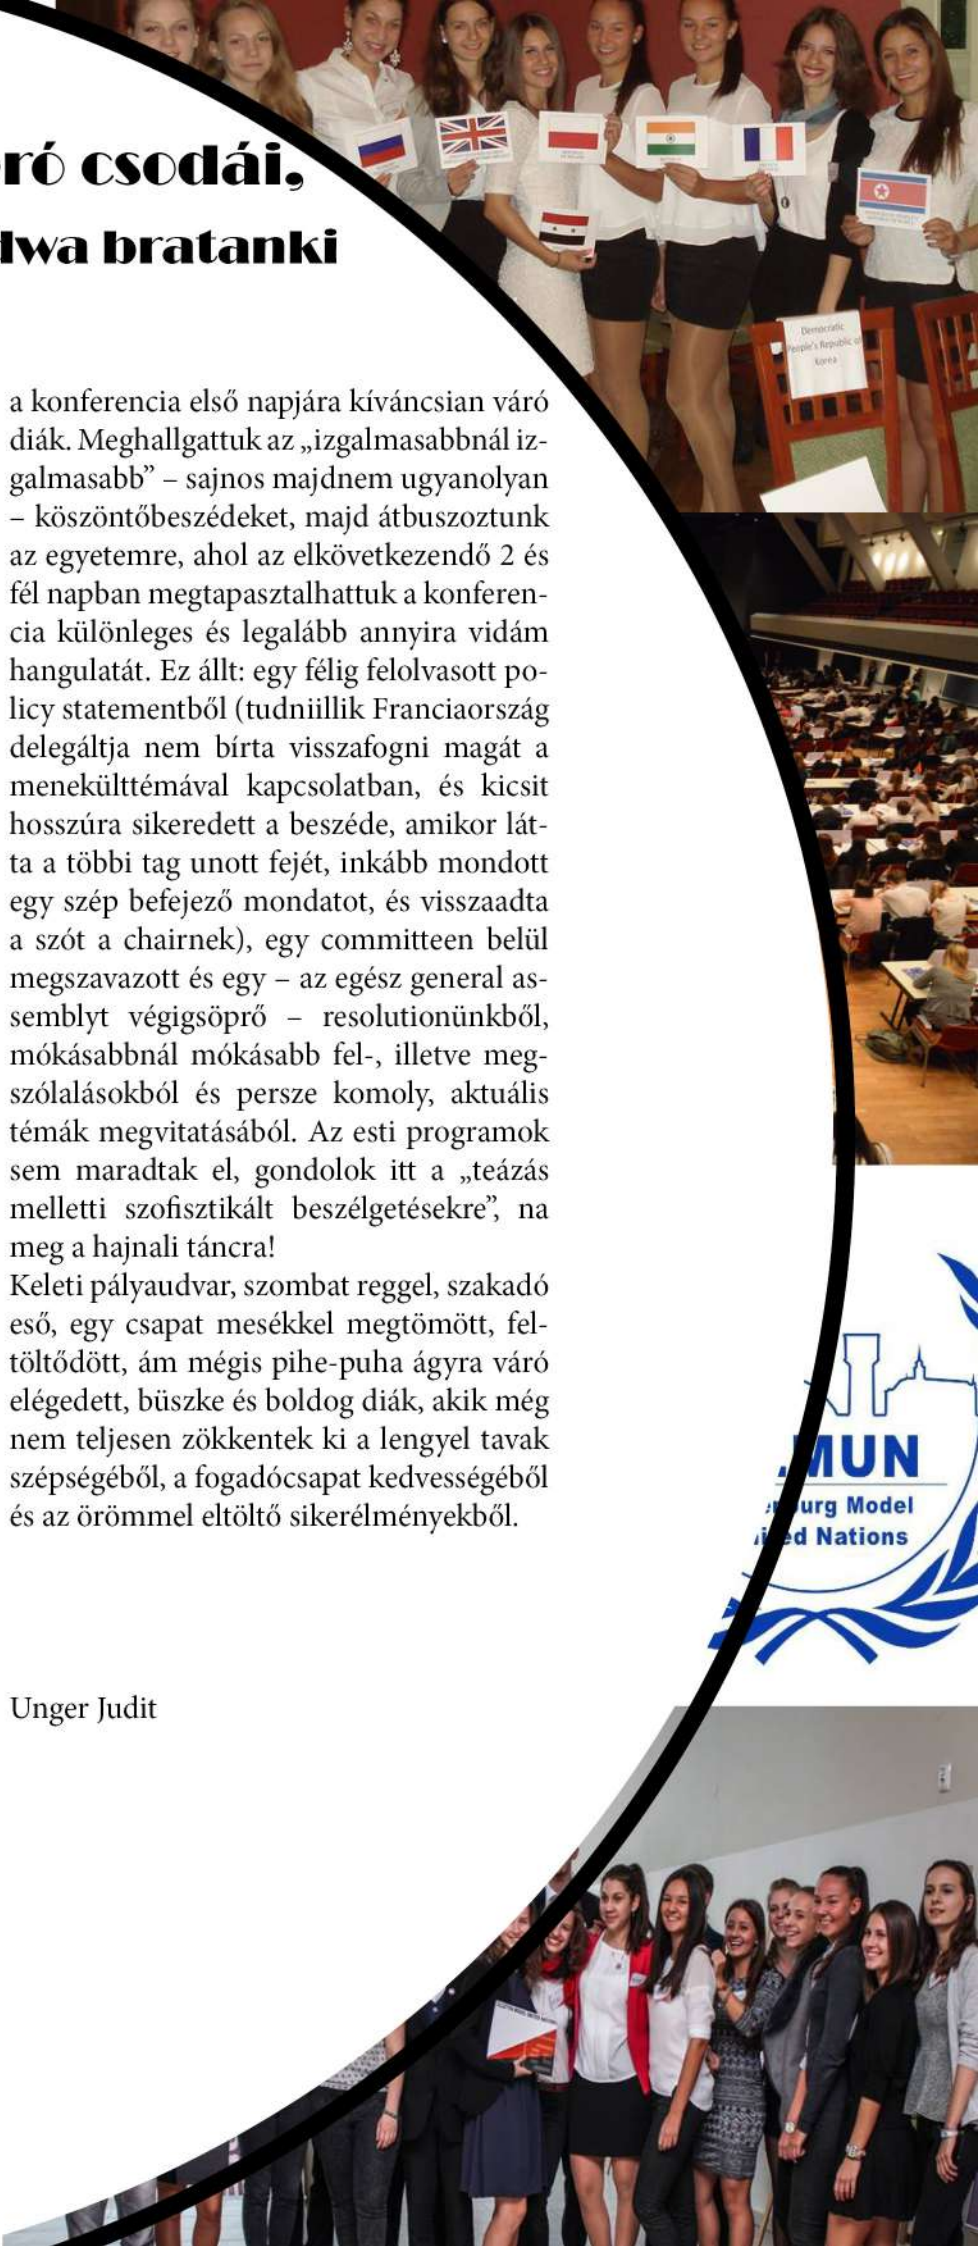 ró csodái,
dwa bratanki
Democratic
People's Republic of
Korea
a konferencia első napjára kíváncsian váró
diák. Meghallgattuk az „izgalmasabbnál iz-
galmasabb” – sajnos majdnem ugyanolyan
– köszöntőbeszédeket, majd átbuszoztunk
az egyetemre, ahol az elkövetkezendő 2 és
fél napban megtapasztalhattuk a konferen-
cia különleges és legalább annyira vidám
hangulatát. Ez állt: egy félig felolvasott po-
licy statementből (tudniillik Franciaország
delegáltja nem bírta visszafogni magát a
menekülttémával kapcsolatban, és kicsit
hosszúra sikeredett a beszéde, amikor lát-
ta a többi tag unott fejét, inkább mondott
egy szép befejező mondatot, és visszaadta
a szót a chairnek), egy committeen belül
megszavazott és egy – az egész general as-
semblyt végigsöprő – resolutionünkből,
mókásabbnál mókásabb fel-, illetve meg-
szólalásokból és persze komoly, aktuális
témák megvitatásából. Az esti programok
sem maradtak el, gondolok itt a „teázás
melletti szofisztikált beszélgetésekre”, na
meg a hajnali táncra!
Keleti pályaudvar, szombat reggel, szakadó
eső, egy csapat mesékkel megtömött, fel-
töltődött, ám mégis pihe-puha ágyra váró
elégedett, büszke és boldog diák, akik még
nem teljesen zökkentek ki a lengyel tavak
szépségéből, a fogadócsapat kedvességéből
és az örömmel eltöltő sikerélményekből.
Unger Judit
MUN
urg Model
ed Nations